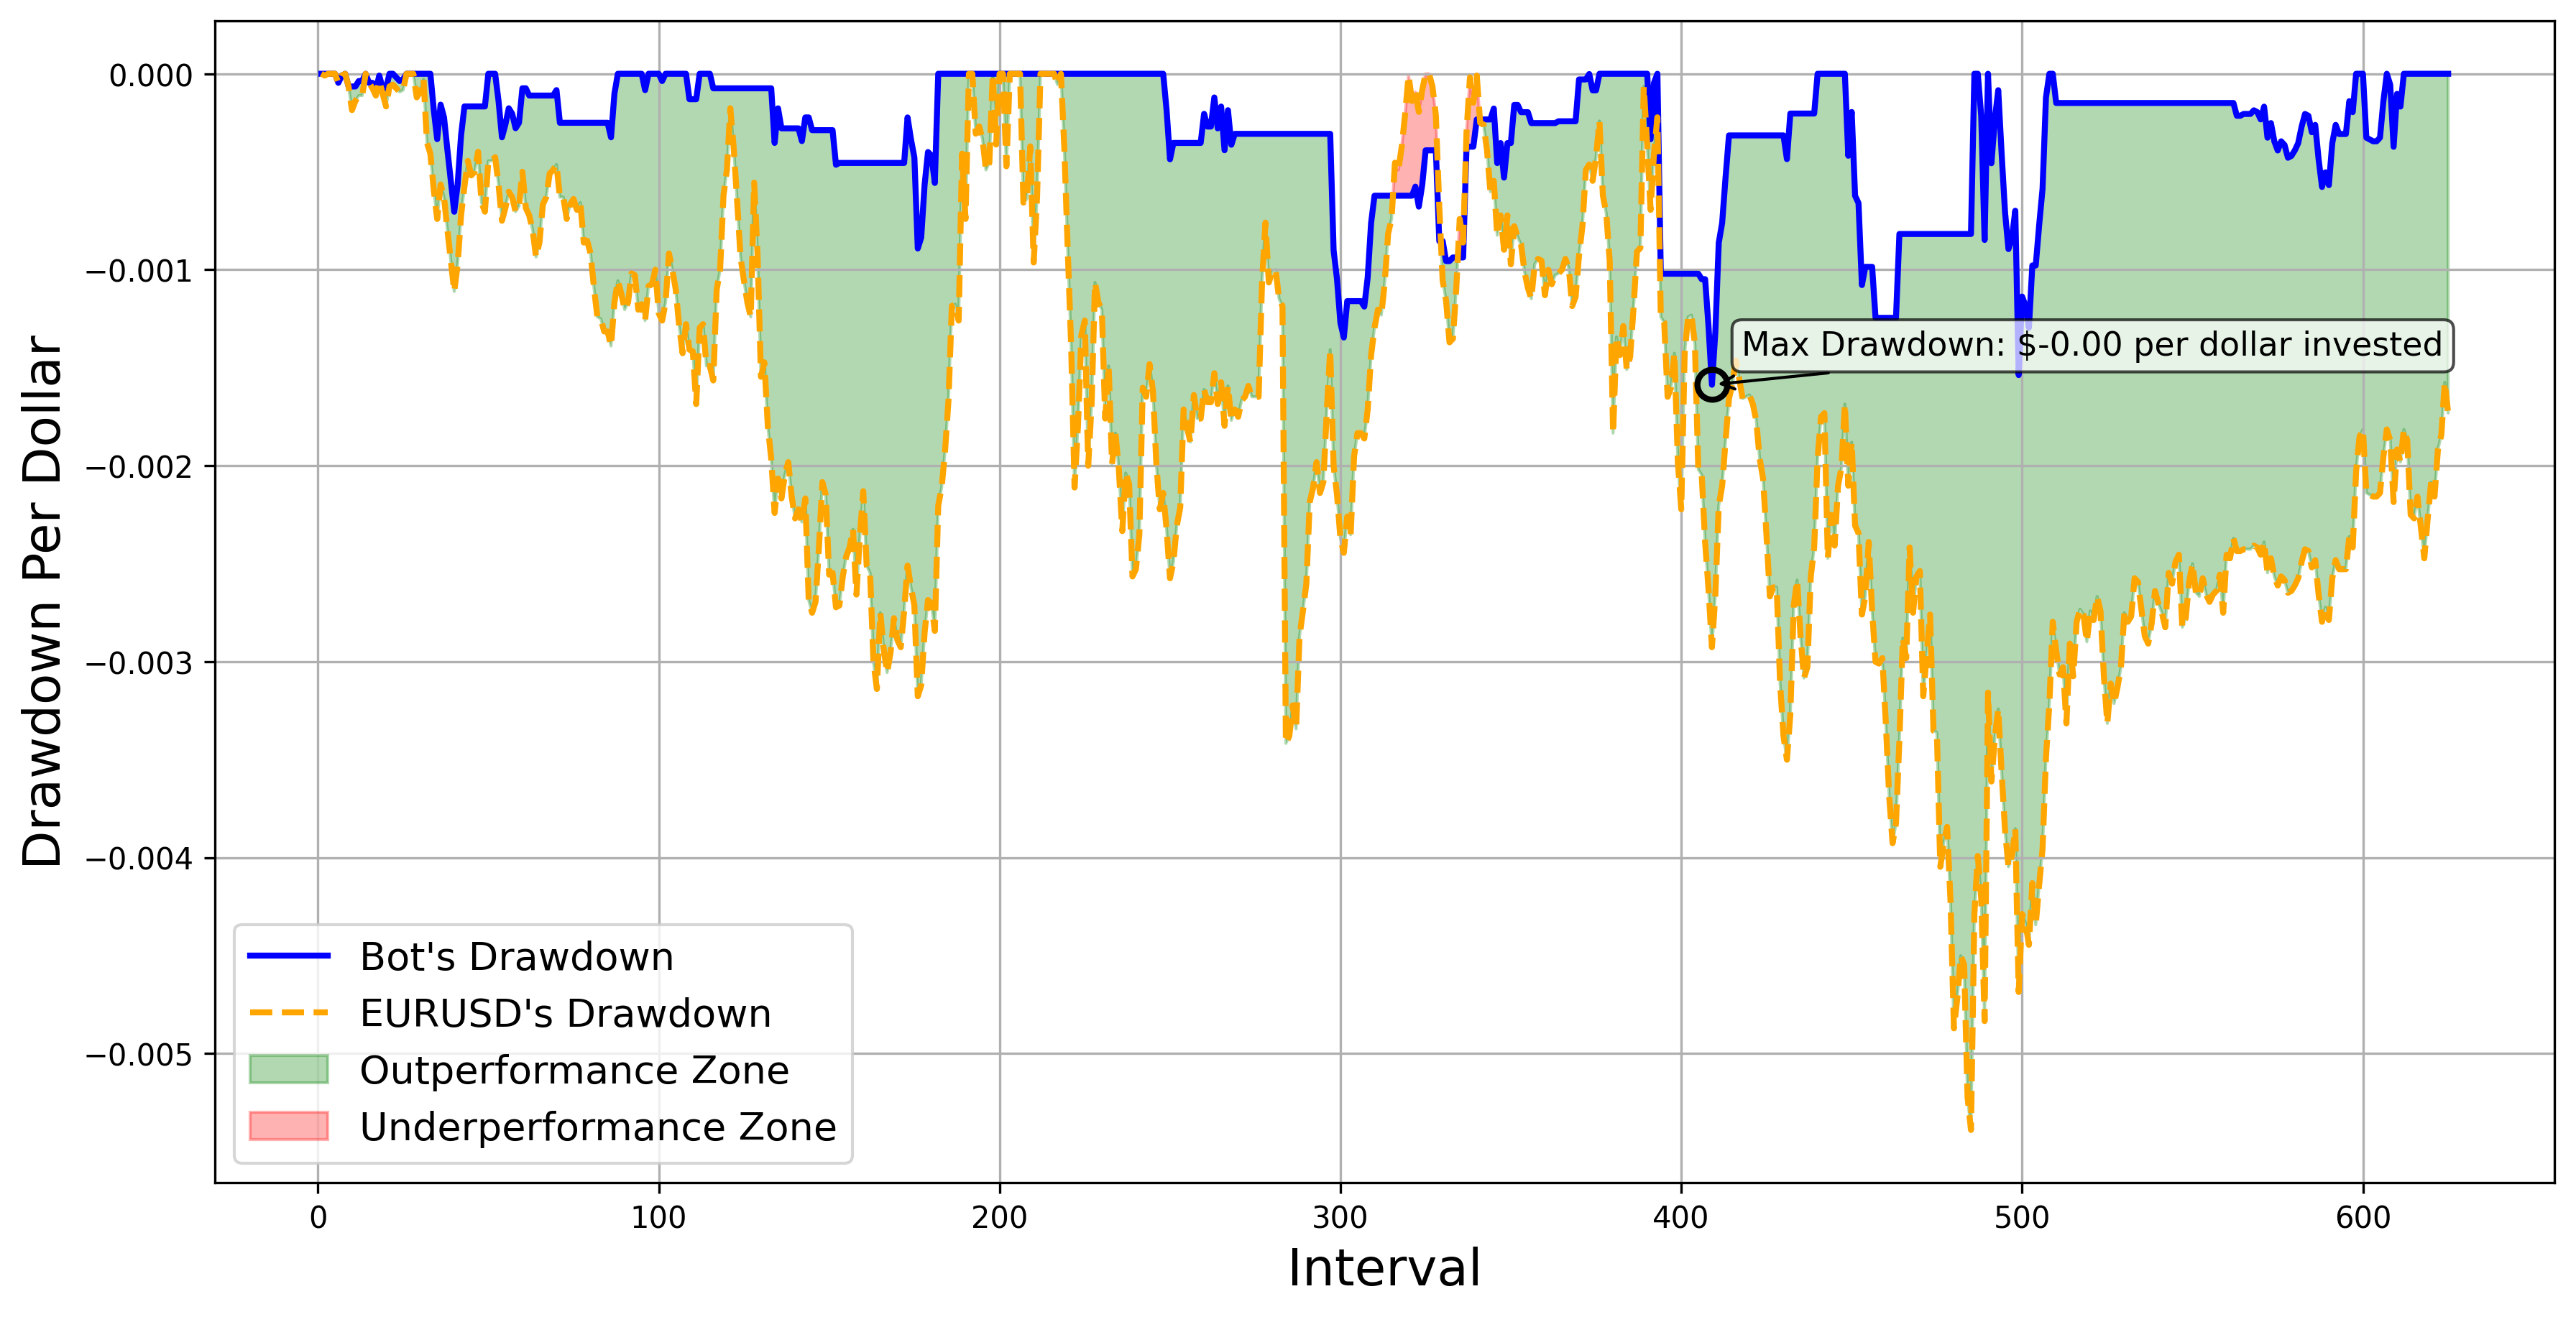 Drawdown Per Dollar
0.000
−0.001
−0.002
−0.003
−0.004
−0.005
Max Drawdown: $-0.00 per dollar invested
Bot's Drawdown
EURUSD's Drawdown
Outperformance Zone
Underperformance Zone
0 100 200 300 400 500 600
Interval